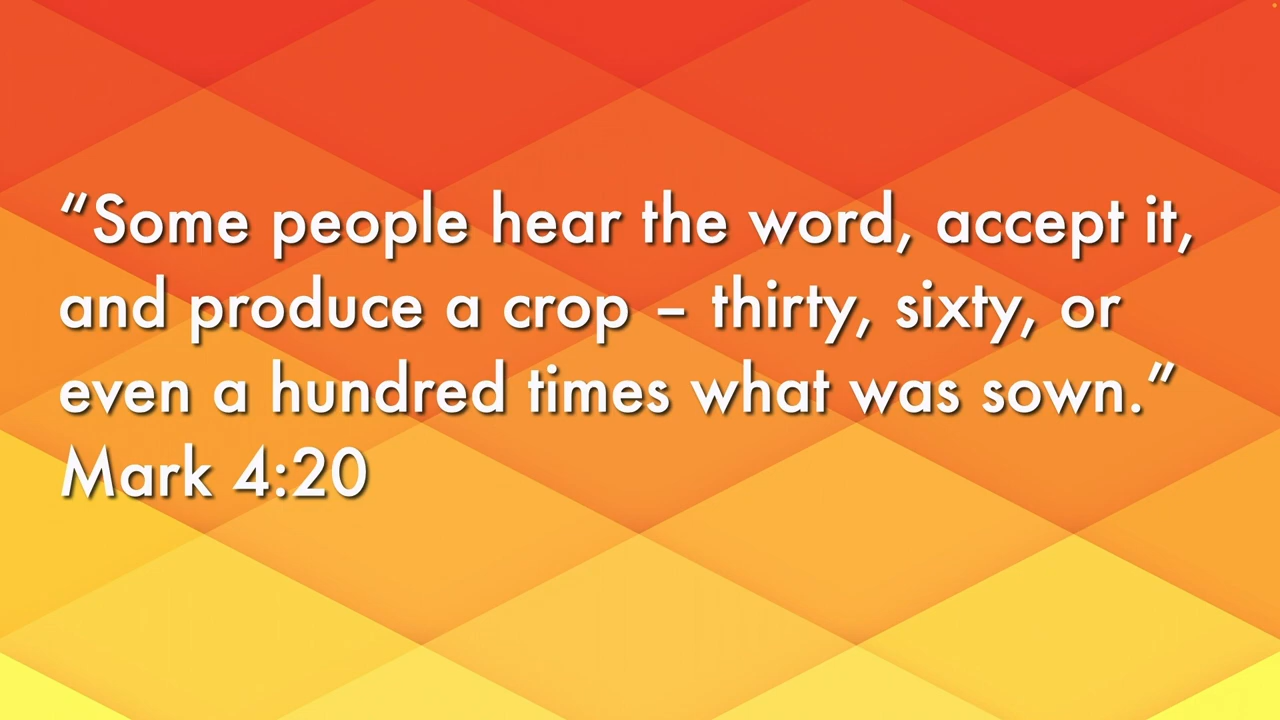 “Some people hear the word, accept it,
and produce a crop – thirty, sixty, or
even a hundred times what was sown.”
Mark 4:20